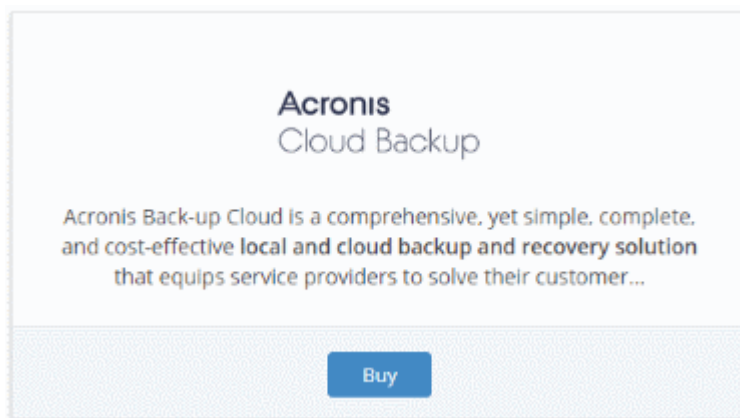 Acronis
Cloud Backup
Acronis Back-up Cloud is a comprehensive, yet simple, complete,
and cost-effective local and cloud backup and recovery solution
that equips service providers to solve their customer...
Buy